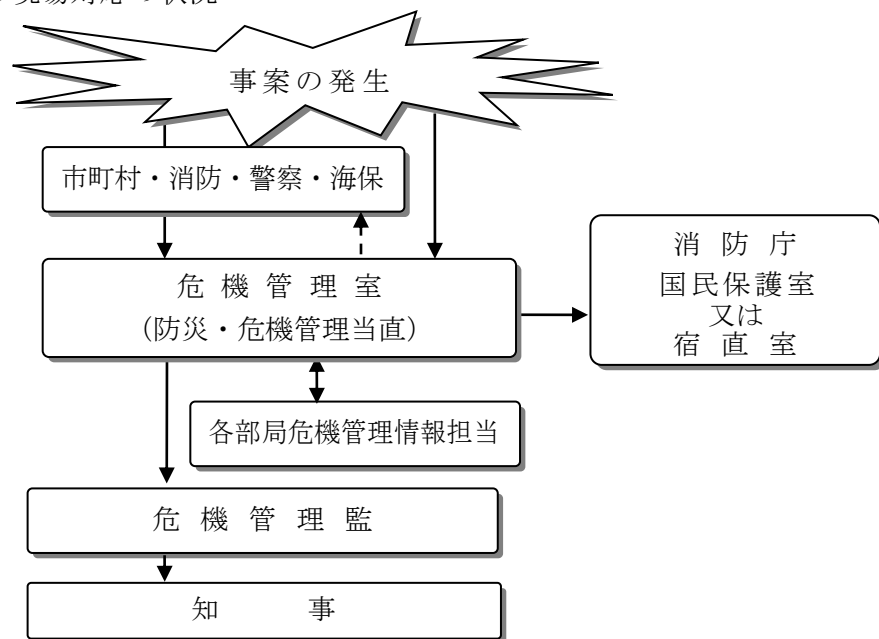 事案の発生
市町村・消防・警察・海保
危機管理室
(防災・危機管理当直)
消防庁
国民保護室
又は
宿直室
各部局危機管理情報担当
危機管理監
知事